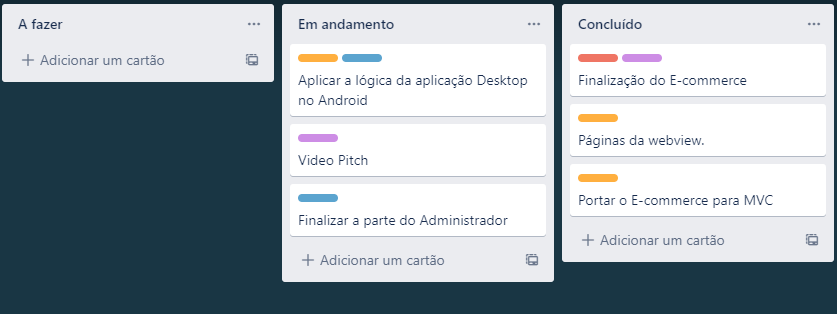 A fazer
Adicionar um cartão
Em andamento
Aplicar a lógica da aplicação Desktop
no Android
Video Pitch
Finalizar a parte do Administrador
Adicionar um cartão
Concluído
Finalização do E-commerce
Páginas da webview.
Portar o E-commerce para MVC
Adicionar um cartão